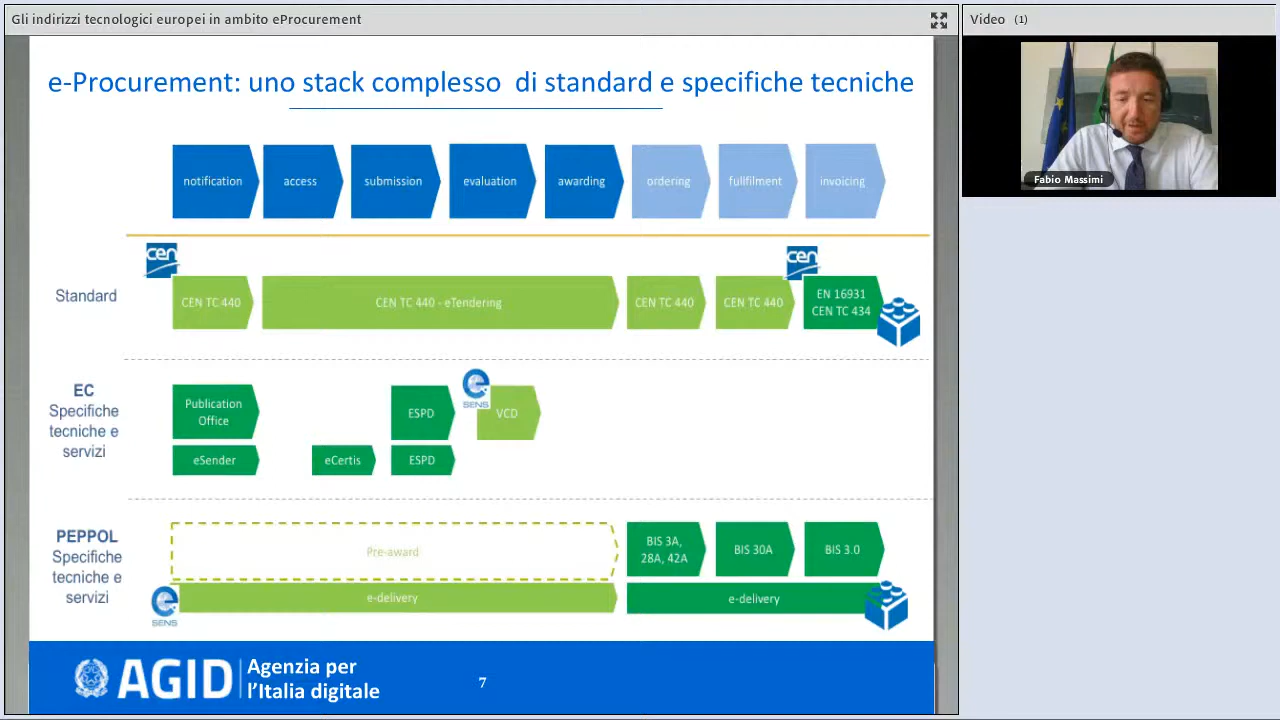 Gli indirizzi tecnologici europei in ambito eProcurement
Video (1)
Fabio Massimi
e-Procurement: uno stack complesso di standard e specifiche tecniche
notification
access
submission
evaluation
awarding
ordering
fullfilment
invoicing
cen
cen
Standard
CEN TC 440
CEN TC 440 - eTendering
CEN TC 440
CEN TC 440
EN 16931
CEN TC 434
EC
Specifiche
tecniche e
servizi
Publication
Office
ESPD
e
SENS
VCD
eSender
eCertis
ESPD
PEPPOL
Specifiche
tecniche e
servizi
Pre-award
BIS 3A,
28A, 42A
BIS 30A
BIS 3.0
e
SENS
e-delivery
e-delivery
AGID
Agenzia per
l'Italia digitale
7